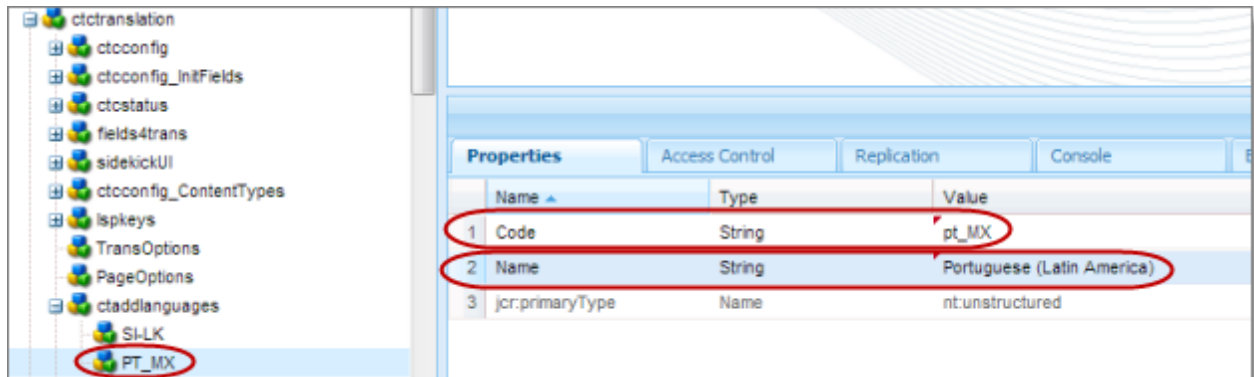 ctctranslation
ctcconfig
ctcconfig_InitFields
ctcstatus
fields4trans
sidekickUI
ctcconfig_ContentTypes
lspkeys
TransOptions
PageOptions
ctaddlanguages
SI-LK
PT_MX
Properties Access Control Replication Console
Name Type Value
1 Code String pt_MX
2 Name String Portuguese (Latin America)
3 jcr:primaryType Name nt:unstructured